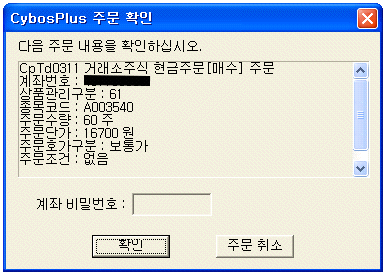 CybosPlus 주문 확인
다음 주문 내용을 확인하십시오.
CpTd0311 거래소주식 현금주문[매수] 주문
계좌번호 :
상품관리구분 : 61
종목코드 : A003540
주문수량 : 60 주
주문단가 : 16700 원
주문호가구분 : 보통가
주문조건 : 없음
계좌 비밀번호 :
확인
주문 취소